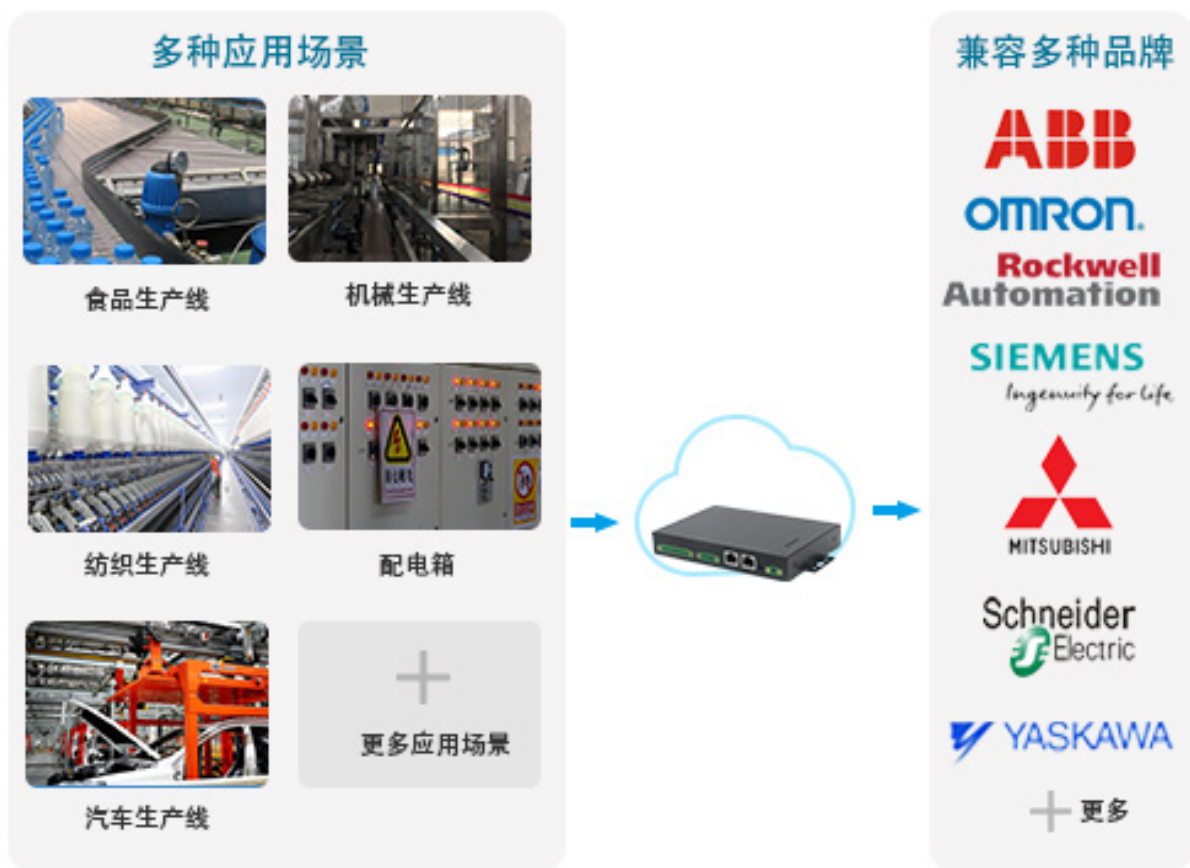 多种应用场景
食品生产线
机械生产线
纺织生产线
配电箱
汽车生产线
更多应用场景
兼容多种品牌
ABB
OMRON.
Rockwell
Automation
SIEMENS
Ingenuity for life
MITSUBISHI
Schneider
Electric
YASKAWA
更多